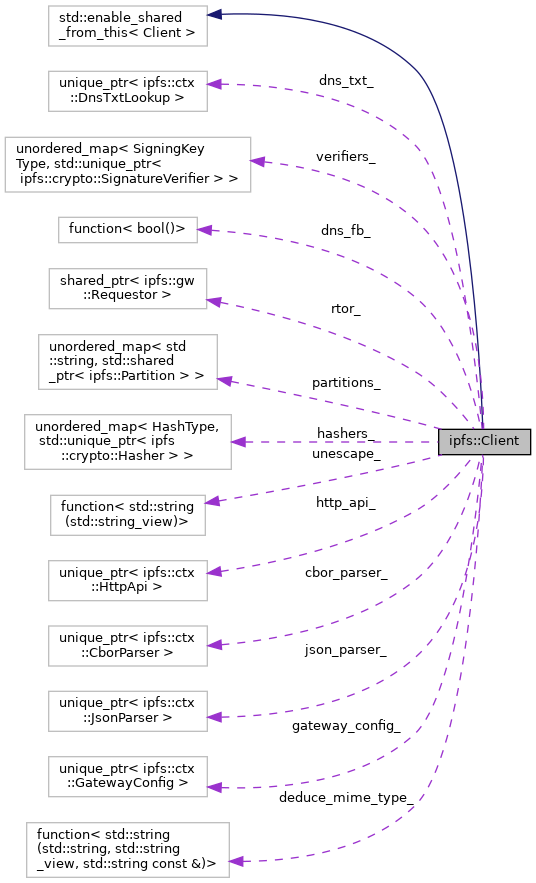 std::enable_shared
_from_this< Client >
unique_ptr< ipfs::ctx
::DnsTxtLookup >
dns_txt_
unordered_map< SigningKey
Type, std::unique_ptr<
ipfs::crypto::SignatureVerifier > >
verifiers_
function< bool()>
dns_fb_
shared_ptr< ipfs::gw
::Requestor >
rtor_
unordered_map< std
::string, std::shared
_ptr< ipfs::Partition > >
partitions_
unordered_map< HashType,
std::unique_ptr< ipfs
::crypto::Hasher > >
hashers_
ipfs::Client
unescape_
function< std::string
(std::string_view)>
http_api_
unique_ptr< ipfs::ctx
::HttpApi >
cbor_parser_
unique_ptr< ipfs::ctx
::CborParser >
json_parser_
unique_ptr< ipfs::ctx
::JsonParser >
gateway_config_
unique_ptr< ipfs::ctx
::GatewayConfig >
deduce_mime_type_
function< std::string
(std::string, std::string
_view, std::string const &)>